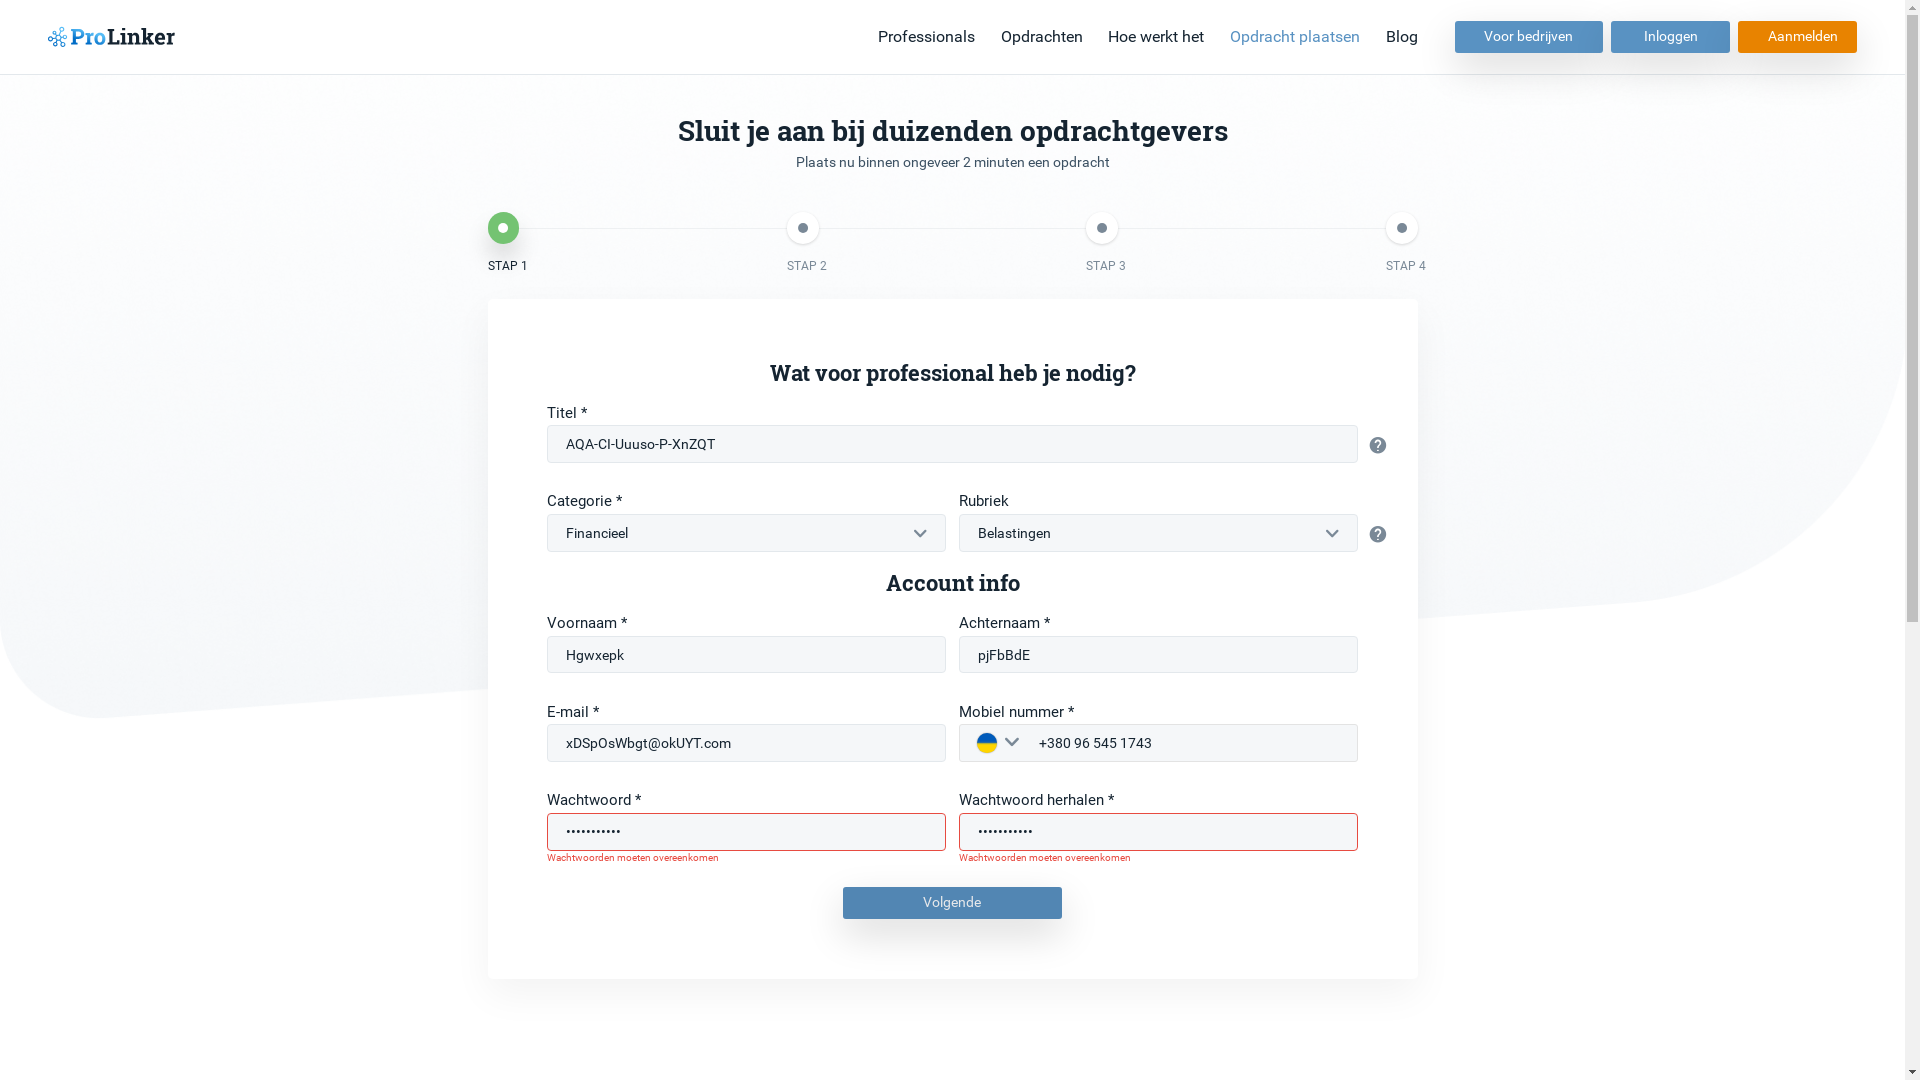 ProLinker
Professionals
Opdrachten
Hoe werkt het
Opdracht plaatsen
Blog
Voor bedrijven
Inloggen
Aanmelden
Sluit je aan bij duizenden opdrachtgevers
Plaats nu binnen ongeveer 2 minuten een opdracht
STAP 1
STAP 2
STAP 3
STAP 4
Wat voor professional heb je nodig?
Titel *
AQA-CI-Uuuso-P-XnZQT
Categorie *
Rubriek
Financieel
Belastingen
Account info
Voornaam *
Achternaam *
Hgwxepk
pjFbBdE
E-mail *
Mobiel nummer *
xDSpOsWbgt@okUYT.com
+380 96 545 1743
Wachtwoord *
Wachtwoord herhalen *
•••••••••••
•••••••••••
Wachtwoorden moeten overeenkomen
Wachtwoorden moeten overeenkomen
Volgende